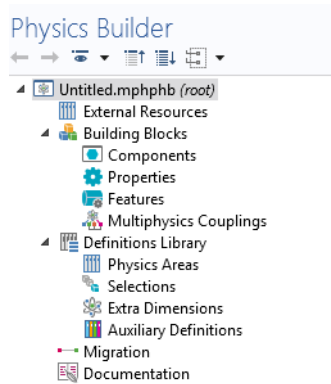 Physics Builder
Untitled.mphphb (root)
External Resources
Building Blocks
Components
Properties
Features
Multiphysics Couplings
Definitions Library
Physics Areas
Selections
Extra Dimensions
Auxiliary Definitions
Migration
Documentation